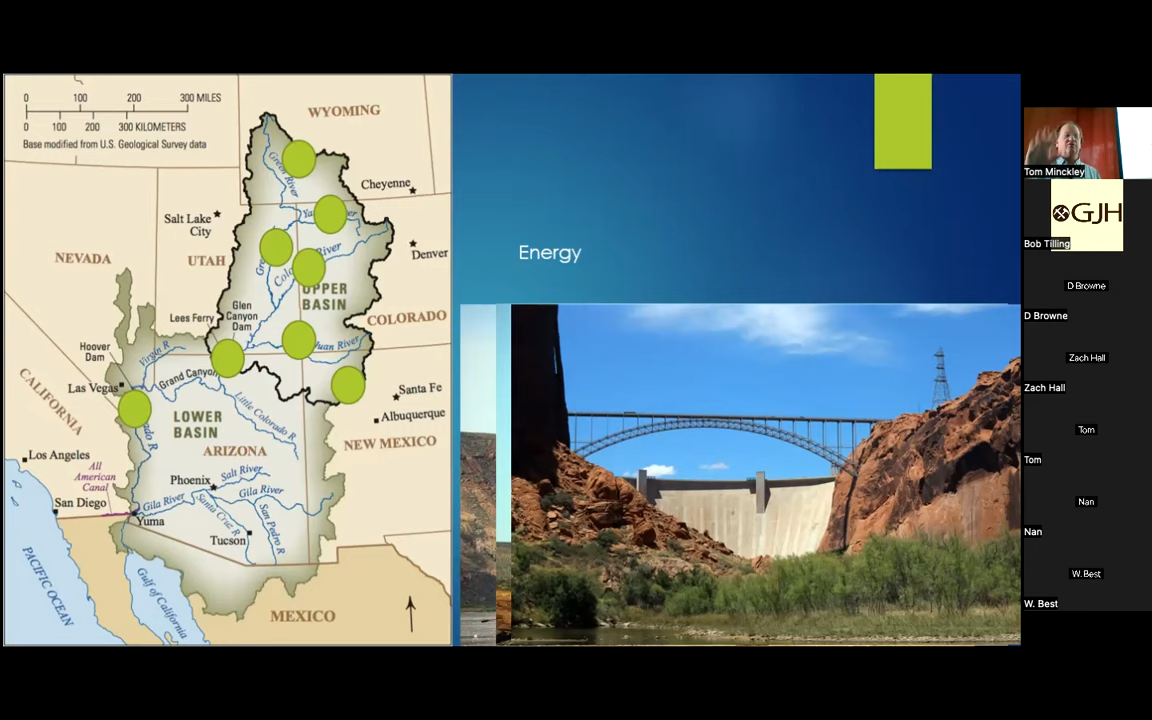 0 100 200 300 MILES
0 100 200 300 KILOMETERS
Base modified from U.S. Geological Survey data
WYOMING
Green River
Cheyenne
Salt Lake
City
Denver
NEVADA
UTAH
River
UPPER
BASIN
Glen
Canyon
Dam
Lees Ferry
COLORADO
Hoover
Dam
Virgin R
Juan River
Las Vegas
Grand Canyon
Santa Fe
Albuquerque
CALIFORNIA
LOWER
BASIN
Little Colorado R
ARIZONA
NEW MEXICO
Los Angeles
All
American
Canal
Phoenix
Salt River
Gila River
San Diego
Gila River
Yuma
Santa Cruz R
San Pedro R
Tucson
PACIFIC OCEAN
Gulf of California
MEXICO
Energy
Tom Minckley
GJH
Bob Tilling
D Browne
D Browne
Zach Hall
Zach Hall
Tom
Tom
Nan
Nan
W. Best
W. Best